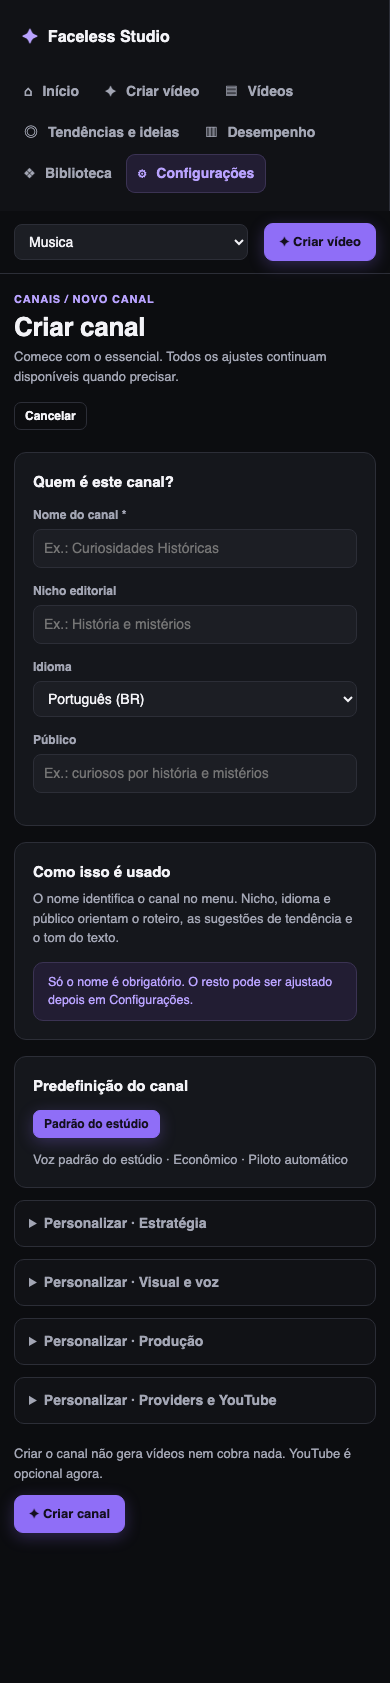 Faceless Studio
Início
Criar vídeo
Vídeos
Tendências e ideias
Desempenho
Biblioteca
Configurações
Musica
✦ Criar vídeo
CANAIS / NOVO CANAL
Criar canal
Comece com o essencial. Todos os ajustes continuam
disponíveis quando precisar.
Cancelar
Quem é este canal?
Nome do canal *
Ex.: Curiosidades Históricas
Nicho editorial
Ex.: História e mistérios
Idioma
Português (BR)
Público
Ex.: curiosos por história e mistérios
Como isso é usado
O nome identifica o canal no menu. Nicho, idioma e
público orientam o roteiro, as sugestões de tendência e
o tom do texto.
Só o nome é obrigatório. O resto pode ser ajustado
depois em Configurações.
Predefinição do canal
Padrão do estúdio
Voz padrão do estúdio · Econômico · Piloto automático
Personalizar · Estratégia
Personalizar · Visual e voz
Personalizar · Produção
Personalizar · Providers e YouTube
Criar o canal não gera vídeos nem cobra nada. YouTube é
opcional agora.
✦ Criar canal